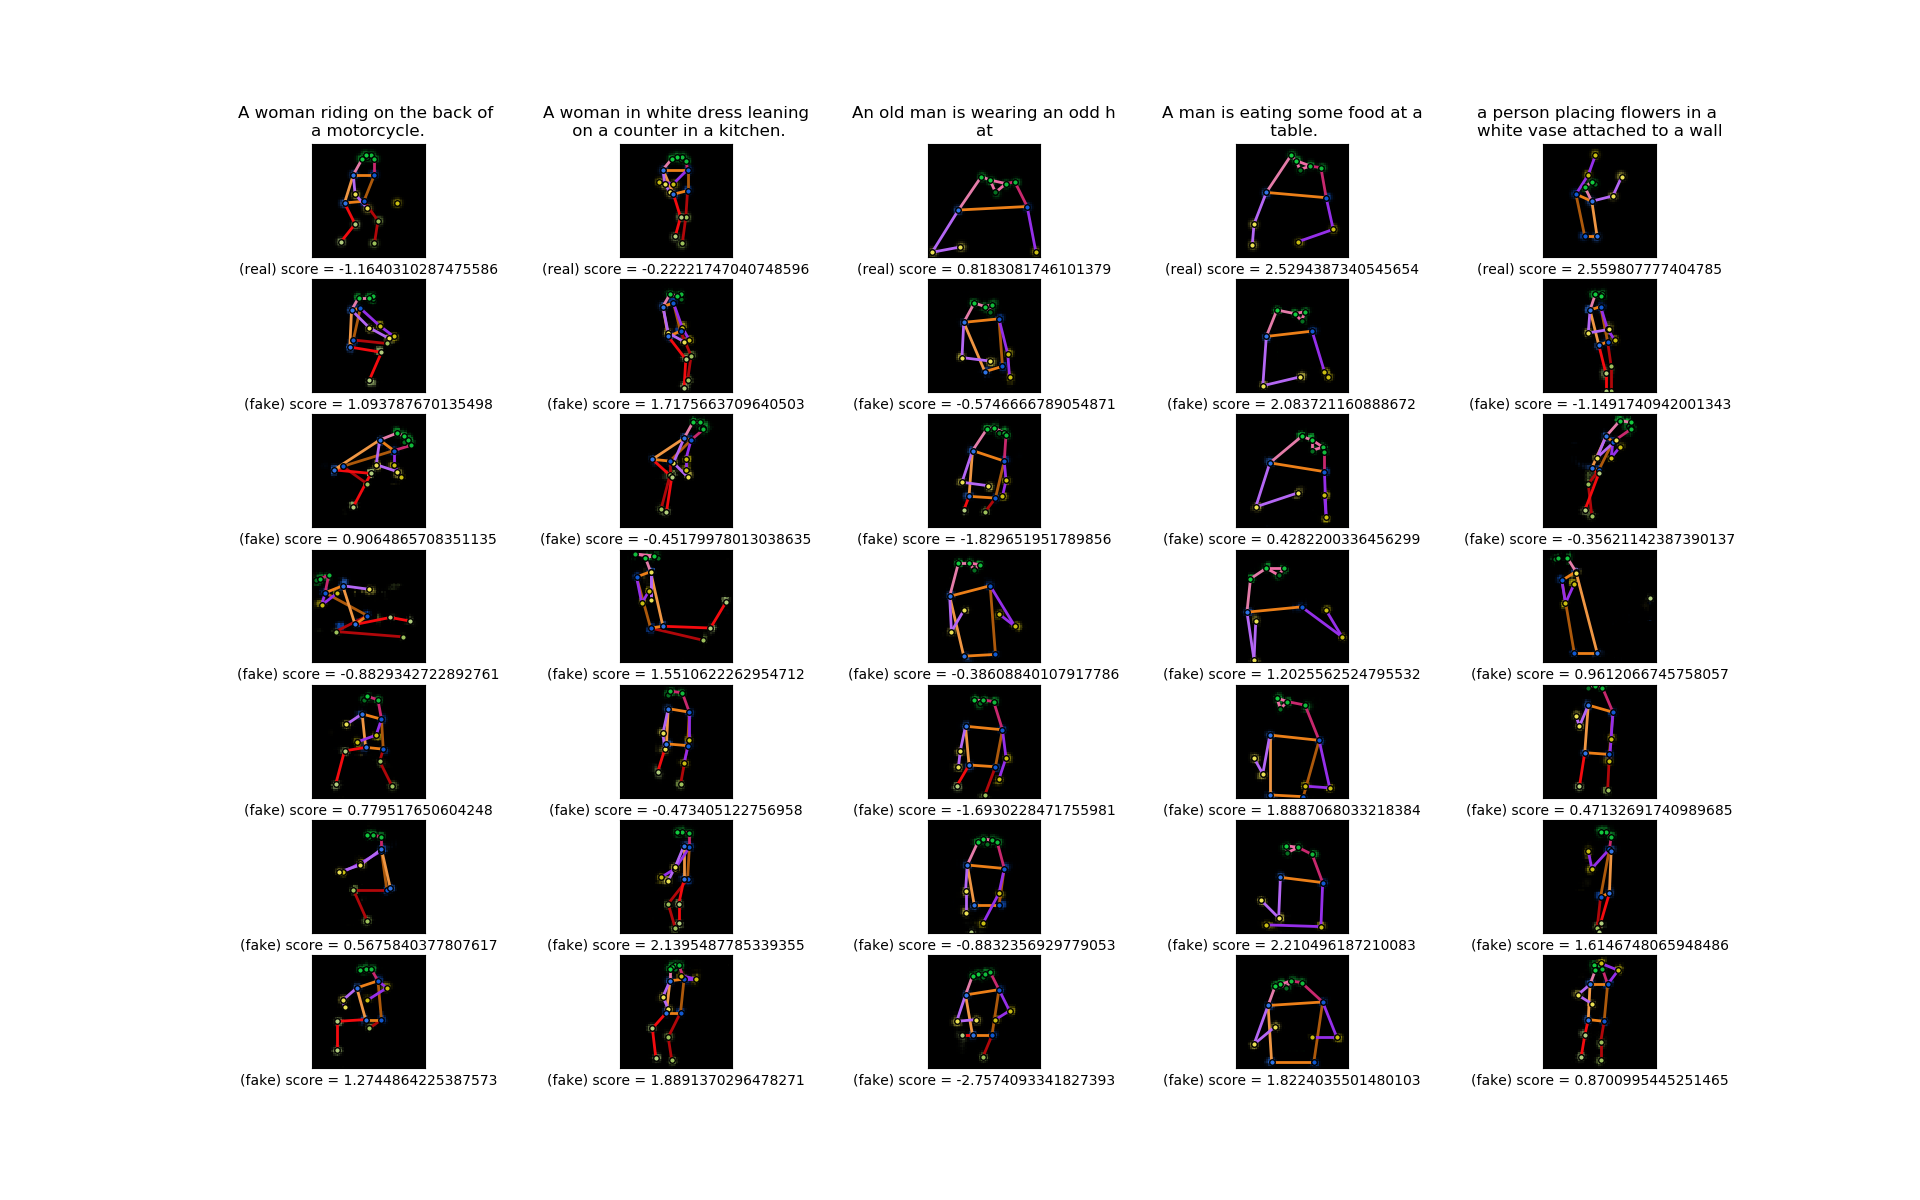 A woman riding on the back of
a motorcycle.
A woman in white dress leaning
on a counter in a kitchen.
An old man is wearing an odd h
at
A man is eating some food at a
table.
a person placing flowers in a
white vase attached to a wall
(real) score = -1.1640310287475586
(real) score = -0.22221747040748596
(real) score = 0.8183081746101379
(real) score = 2.5294387340545654
(real) score = 2.559807777404785
(fake) score = 1.093787670135498
(fake) score = 1.7175663709640503
(fake) score = -0.5746666789054871
(fake) score = 2.083721160888672
(fake) score = -1.1491740942001343
(fake) score = 0.9064865708351135
(fake) score = -0.45179978013038635
(fake) score = -1.829651951789856
(fake) score = 0.4282200336456299
(fake) score = -0.35621142387390137
(fake) score = -0.8829342722892761
(fake) score = 1.5510622262954712
(fake) score = -0.38608840107917786
(fake) score = 1.2025562524795532
(fake) score = 0.9612066745758057
(fake) score = 0.779517650604248
(fake) score = -0.473405122756958
(fake) score = -1.6930228471755981
(fake) score = 1.8887068033218384
(fake) score = 0.47132691740989685
(fake) score = 0.5675840377807617
(fake) score = 2.1395487785339355
(fake) score = -0.8832356929779053
(fake) score = 2.210496187210083
(fake) score = 1.6146748065948486
(fake) score = 1.2744864225387573
(fake) score = 1.8891370296478271
(fake) score = -2.7574093341827393
(fake) score = 1.8224035501480103
(fake) score = 0.8700995445251465